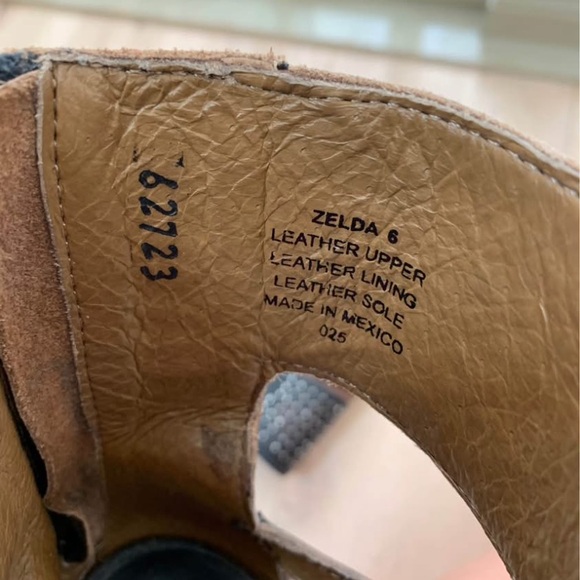 62723
ZELDA 6
LEATHER UPPER
LEATHER LINING
LEATHER SOLE
MADE IN MEXICO
025